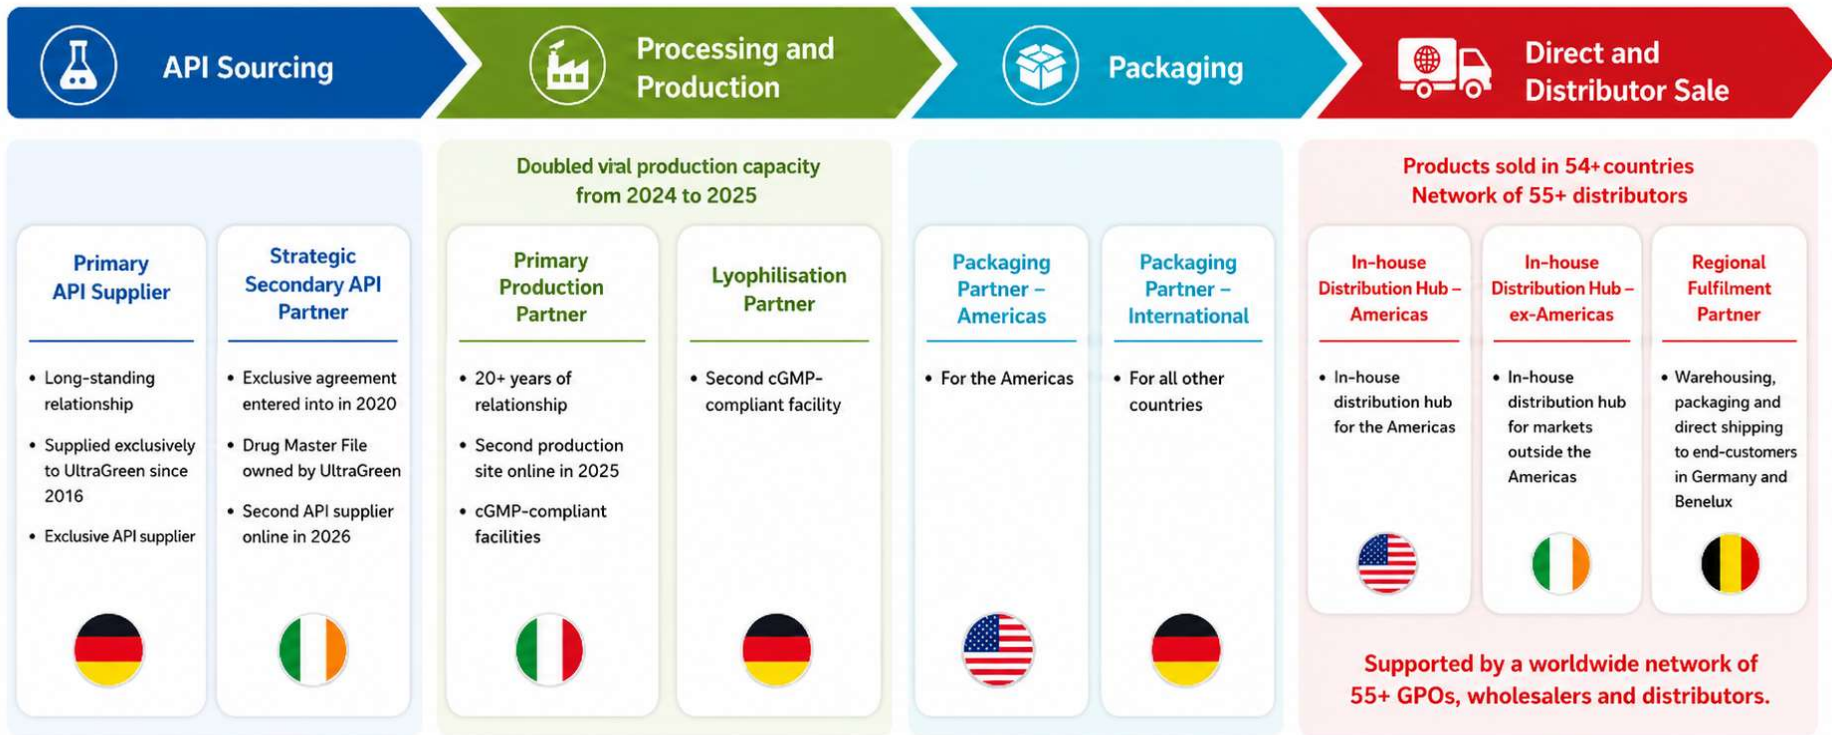 API Sourcing
Processing and
Production
Packaging
Direct and
Distributor Sale
Primary
API Supplier
• Long-standing
relationship
• Supplied exclusively
to UltraGreen since
2016
• Exclusive API supplier
Strategic
Secondary API
Partner
• Exclusive agreement
entered into in 2020
• Drug Master File
owned by UltraGreen
• Second API supplier
online in 2026
Doubled viral production capacity
from 2024 to 2025
Primary
Production
Partner
• 20+ years of
relationship
• Second production
site online in 2025
• cGMP-compliant
facilities
Lyophilisation
Partner
• Second cGMP-
compliant facility
Packaging
Partner –
Americas
• For the Americas
Packaging
Partner –
International
• For all other
countries
Products sold in 54+ countries
Network of 55+ distributors
In-house
Distribution Hub –
Americas
• In-house
distribution hub
for the Americas
In-house
Distribution Hub –
ex-Americas
• In-house
distribution hub
for markets
outside the
Americas
Regional
Fulfilment
Partner
• Warehousing,
packaging and
direct shipping
to end-customers
in Germany and
Benelux
Supported by a worldwide network of
55+ GPOs, wholesalers and distributors.